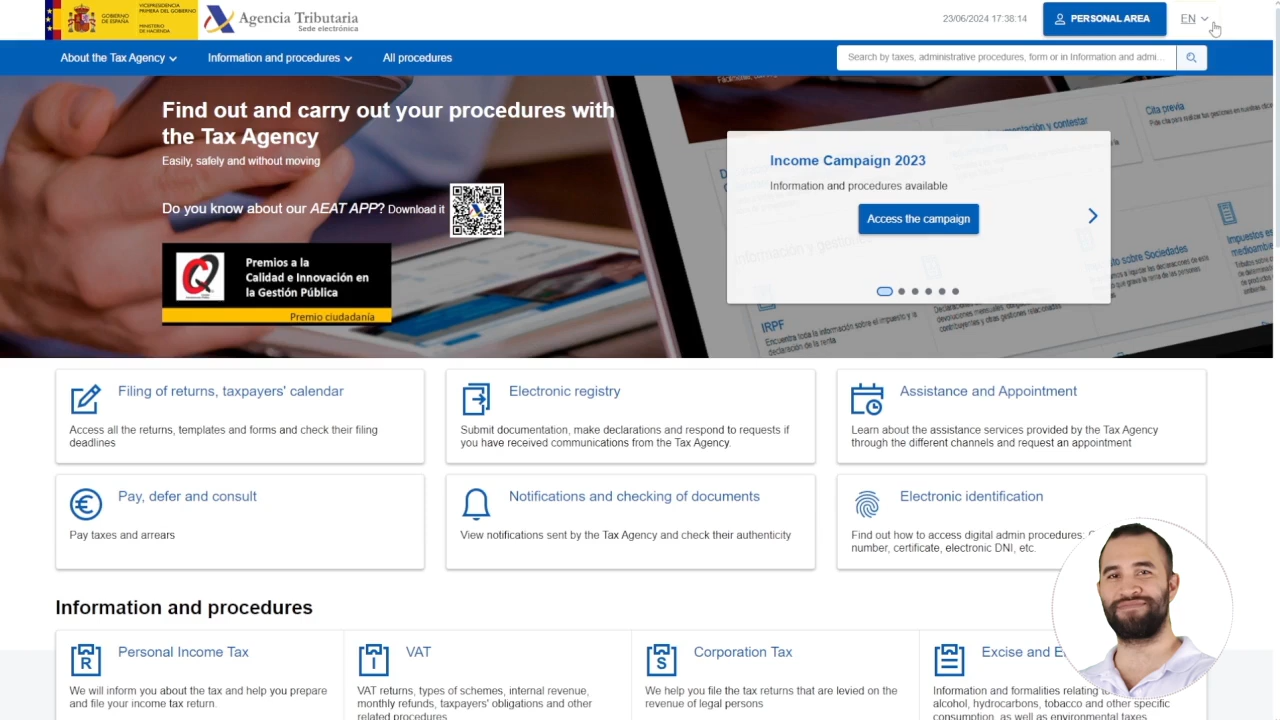 GOBIERNO
DE ESPAÑA
VICEPRESIDENCIA
PRIMERA DEL GOBIERNO
MINISTERIO
DE HACIENDA
Agencia Tributaria
Sede electrónica
23/06/2024 17:38:14
PERSONAL AREA
EN
About the Tax Agency
Information and procedures
All procedures
Search by taxes, administrative procedures, form or in Information and admi...
Find out and carry out your procedures with
the Tax Agency
Easily, safely and without moving
Do you know about our AEAT APP? Download it
Premios a la
Calidad e Innovación en
la Gestión Pública
Premio ciudadanía
Cita previa
Income Campaign 2023
Information and procedures available
Access the campaign
IRPF
Encuentra toda la información sobre el impuesto y la
declaración de la renta
Filing of returns, taxpayers' calendar
Access all the returns, templates and forms and check their filing
deadlines
Electronic registry
Submit documentation, make declarations and respond to requests if
you have received communications from the Tax Agency.
Assistance and Appointment
Learn about the assistance services provided by the Tax Agency
through the different channels and request an appointment
Pay, defer and consult
Pay taxes and arrears
Notifications and checking of documents
View notifications sent by the Tax Agency and check their authenticity
Electronic identification
Find out how to access digital admin procedures:
number, certificate, electronic DNI, etc.
Information and procedures
R
Personal Income Tax
We will inform you about the tax and help you prepare
and file your income tax return.
I
VAT
VAT returns, types of schemes, internal revenue,
monthly refunds, taxpayers' obligations and other
related procedures
S
Corporation Tax
We help you file the tax returns that are levied on the
revenue of legal persons
Excise and E
Information and formalities relating
alcohol, hydrocarbons, tobacco and other specific
consumption, as well as environmental taxes